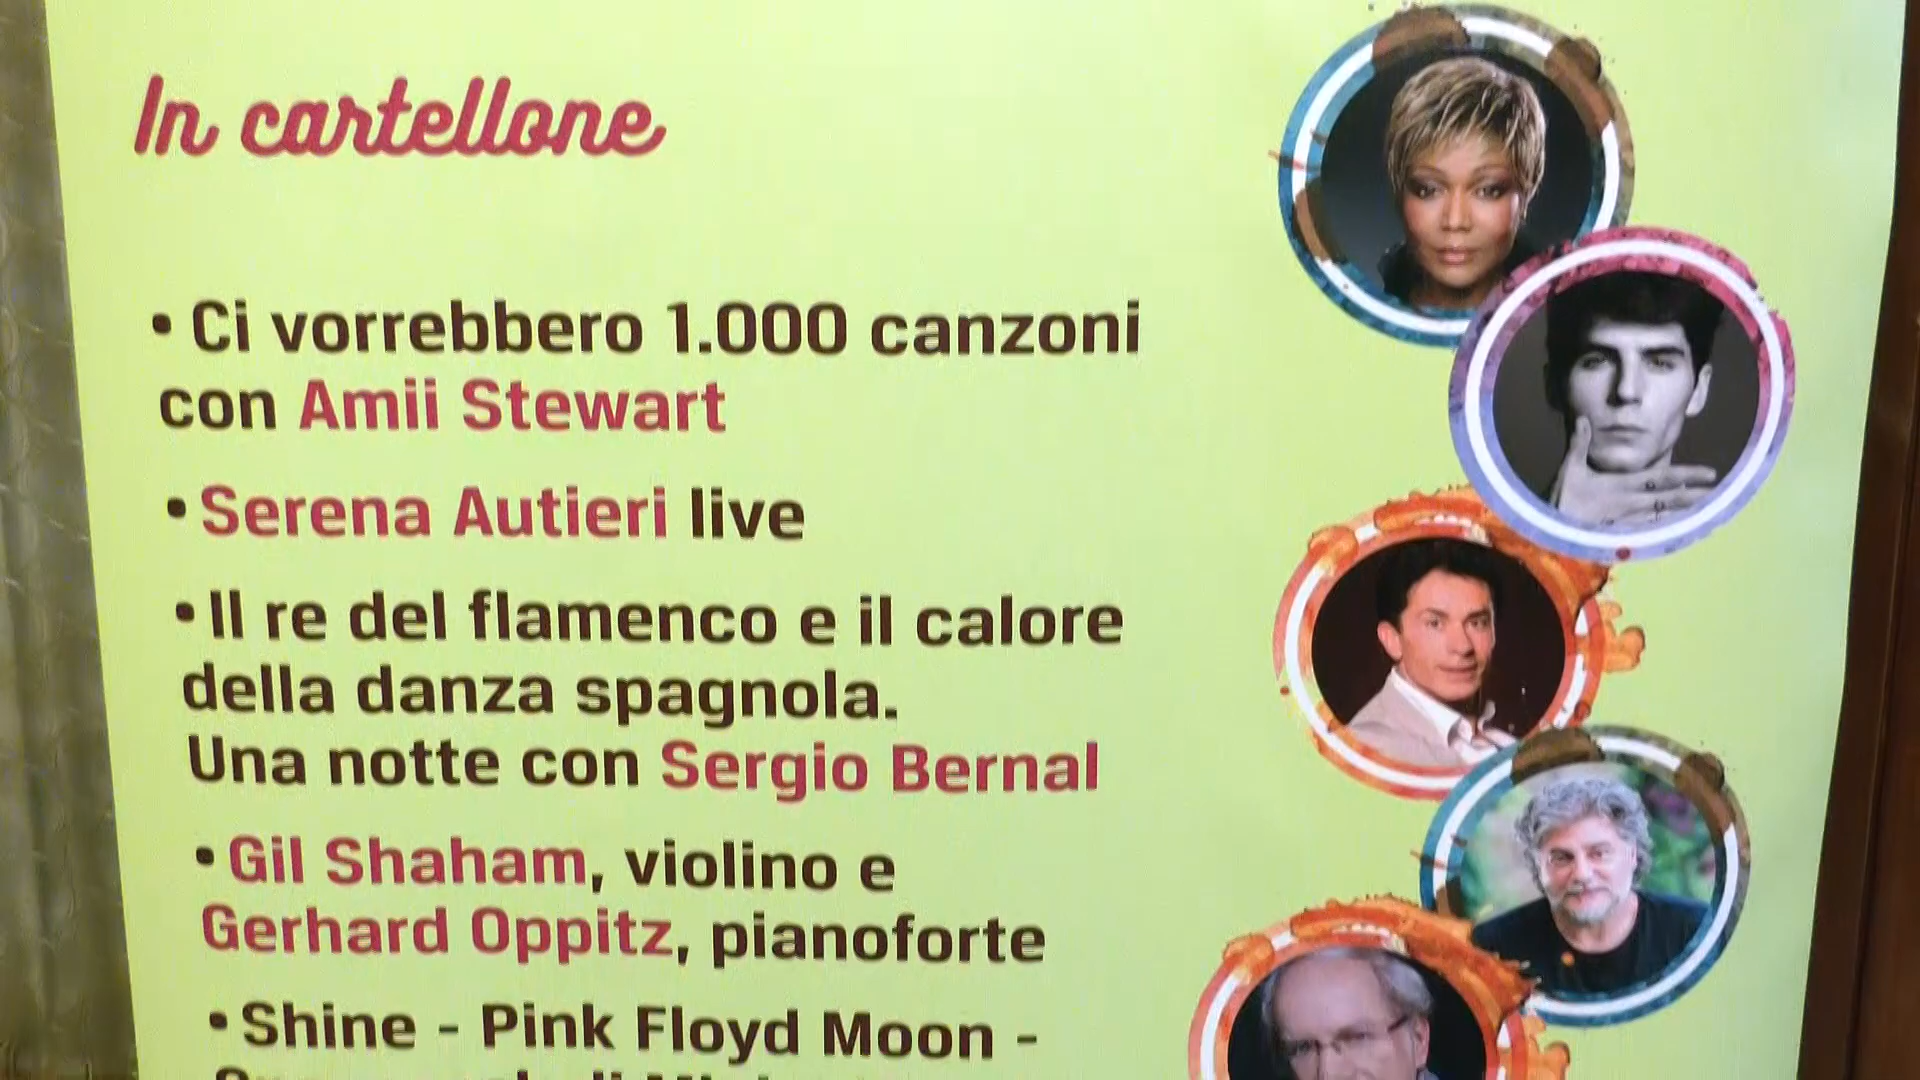 In cartellone
• Ci vorrebbero 1.000 canzoni
con Amii Stewart
• Serena Autieri live
• Il re del flamenco e il calore
della danza spagnola.
Una notte con Sergio Bernal
• Gil Shaham, violino e
Gerhard Oppitz, pianoforte
• Shine - Pink Floyd Moon -